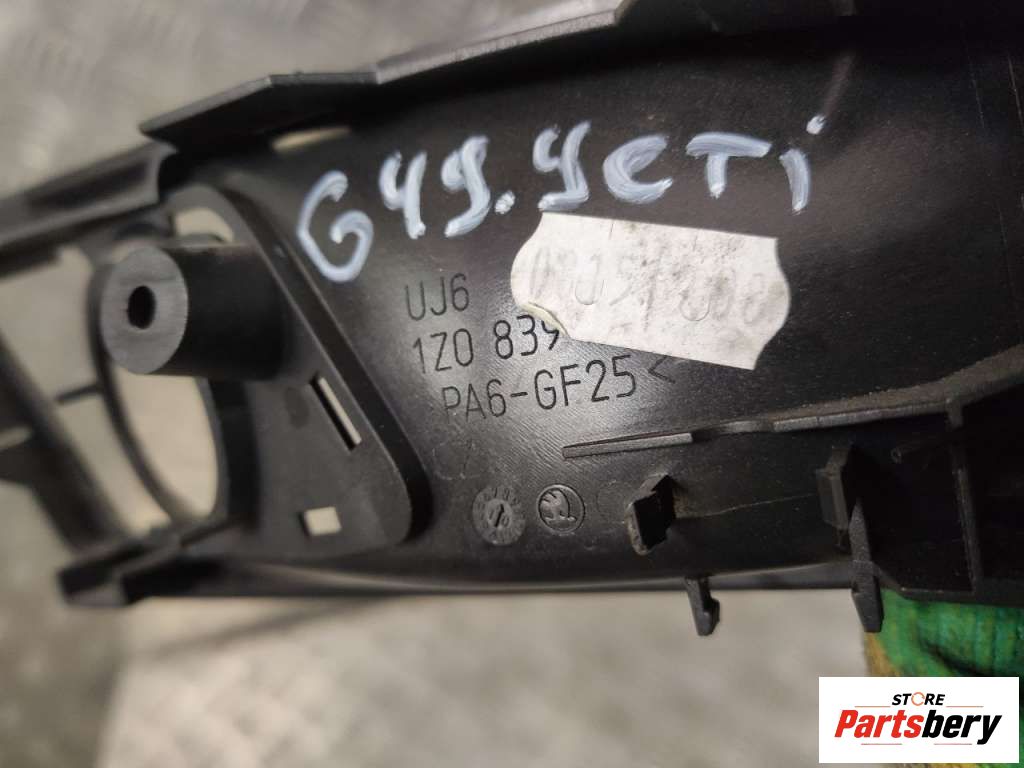 G49. YETI
UJ6
1Z0 839
PA6-GF25<
STORE
Partsbery